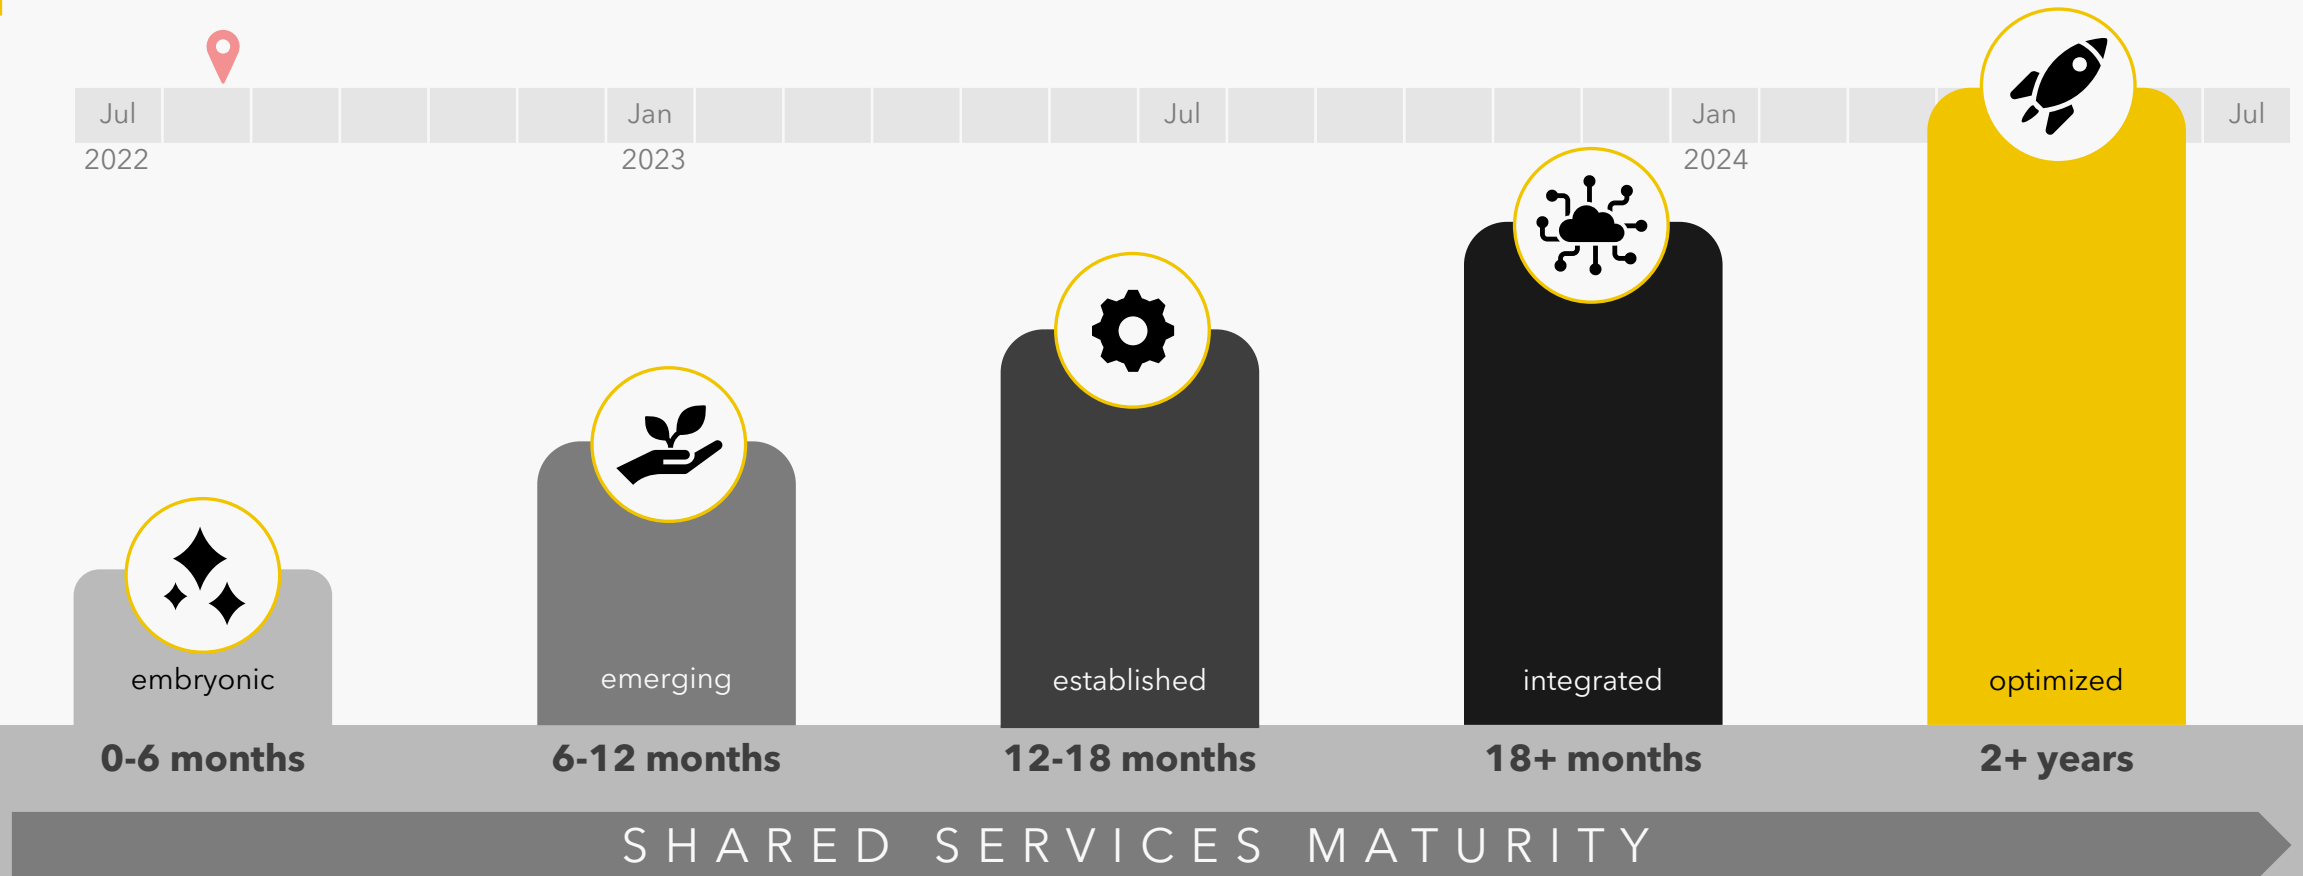 Jul Jan Jul Jan Jul
2022 2023 2024
embryonic emerging established integrated optimized
0-6 months 6-12 months 12-18 months 18+ months 2+ years
SHARED SERVICES MATURITY